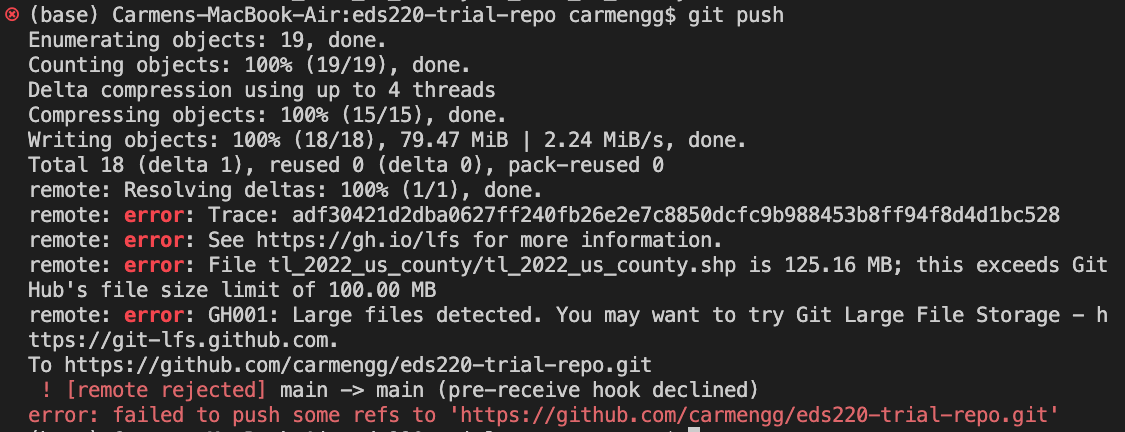 (base) Carmens-MacBook-Air:eds220-trial-repo carmengg$ git push
Enumerating objects: 19, done.
Counting objects: 100% (19/19), done.
Delta compression using up to 4 threads
Compressing objects: 100% (15/15), done.
Writing objects: 100% (18/18), 79.47 MiB | 2.24 MiB/s, done.
Total 18 (delta 1), reused 0 (delta 0), pack-reused 0
remote: Resolving deltas: 100% (1/1), done.
remote: error: Trace: adf30421d2dba0627ff240fb26e2e7c8850dcfc9b988453b8ff94f8d4d1bc528
remote: error: See https://gh.io/lfs for more information.
remote: error: File tl_2022_us_county/tl_2022_us_county.shp is 125.16 MB; this exceeds Git
Hub's file size limit of 100.00 MB
remote: error: GH001: Large files detected. You may want to try Git Large File Storage - h
ttps://git-lfs.github.com.
To https://github.com/carmengg/eds220-trial-repo.git
 ! [remote rejected] main -> main (pre-receive hook declined)
error: failed to push some refs to 'https://github.com/carmengg/eds220-trial-repo.git'